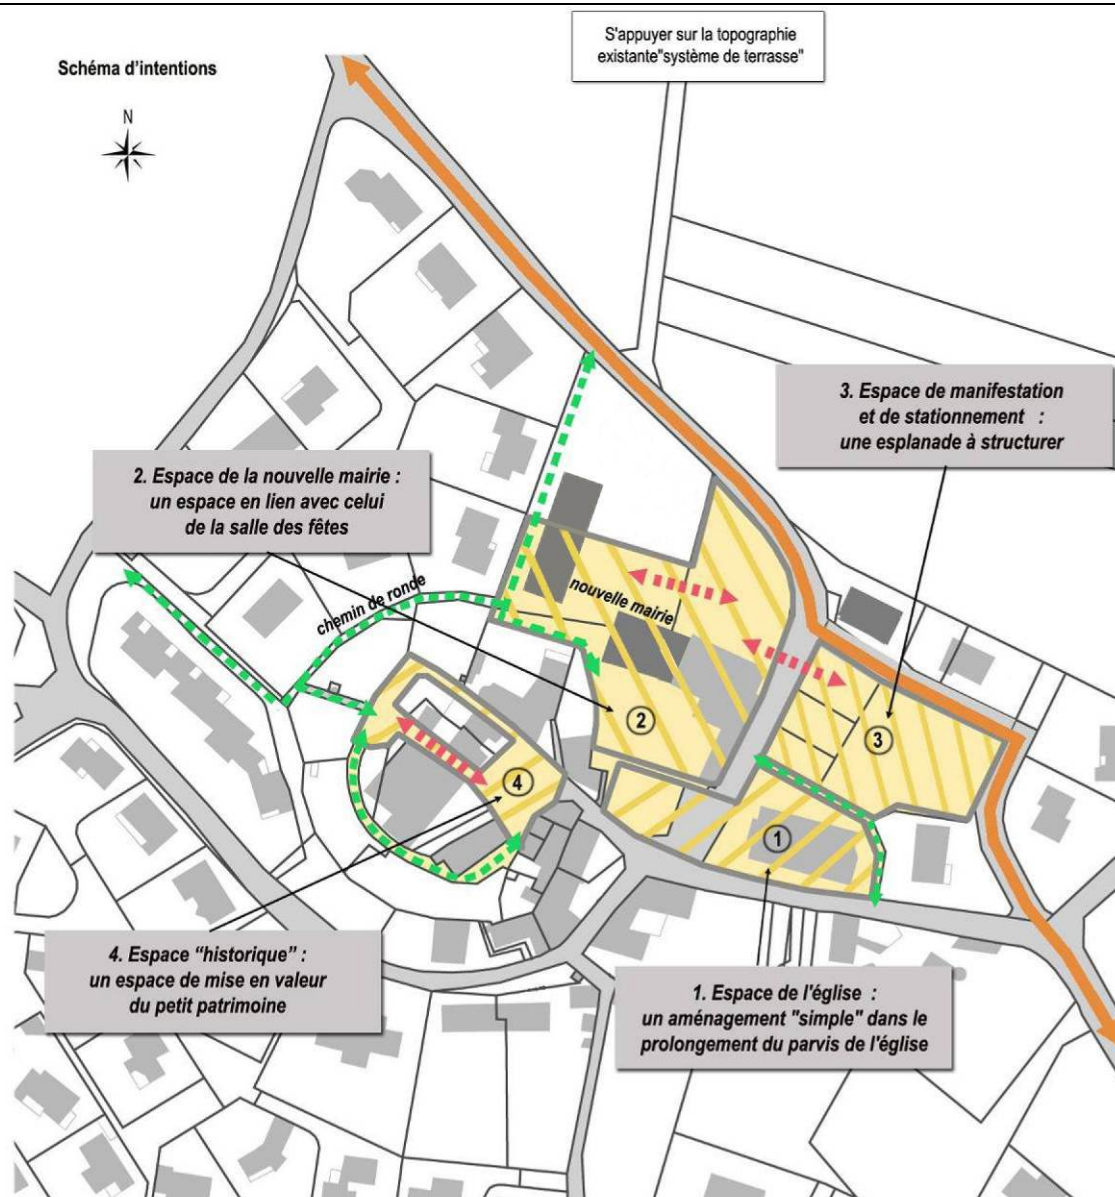 S'appuyer sur la topographie
existante"système de terrasse"
Schéma d'intentions
N
3. Espace de manifestation
et de stationnement :
une esplanade à structurer
2. Espace de la nouvelle mairie :
un espace en lien avec celui
de la salle des fêtes
chemin de ronde
nouvelle mairie
2
3
4
1
4. Espace “historique” :
un espace de mise en valeur
du petit patrimoine
1. Espace de l'église :
un aménagement "simple" dans le
prolongement du parvis de l'église